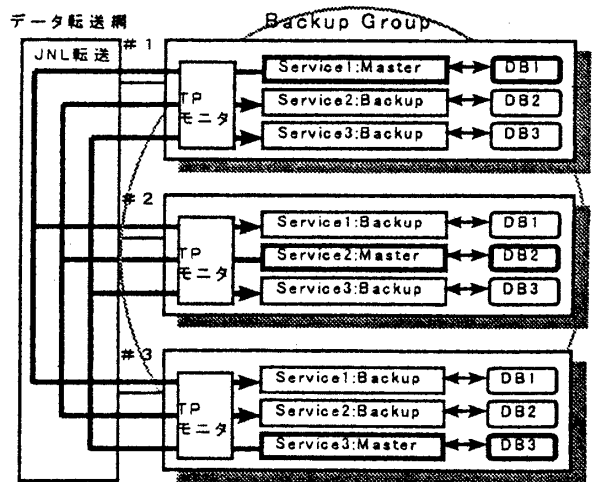 データ転送網
Backup Group
JNL転送
#1
TP
モニタ
Service1:Master
DB1
Service2:Backup
DB2
Service3:Backup
DB3
#2
TP
モニタ
Service1:Backup
DB1
Service2:Master
DB2
Service3:Backup
DB3
#3
TP
モニタ
Service1:Backup
DB1
Service2:Backup
DB2
Service3:Master
DB3